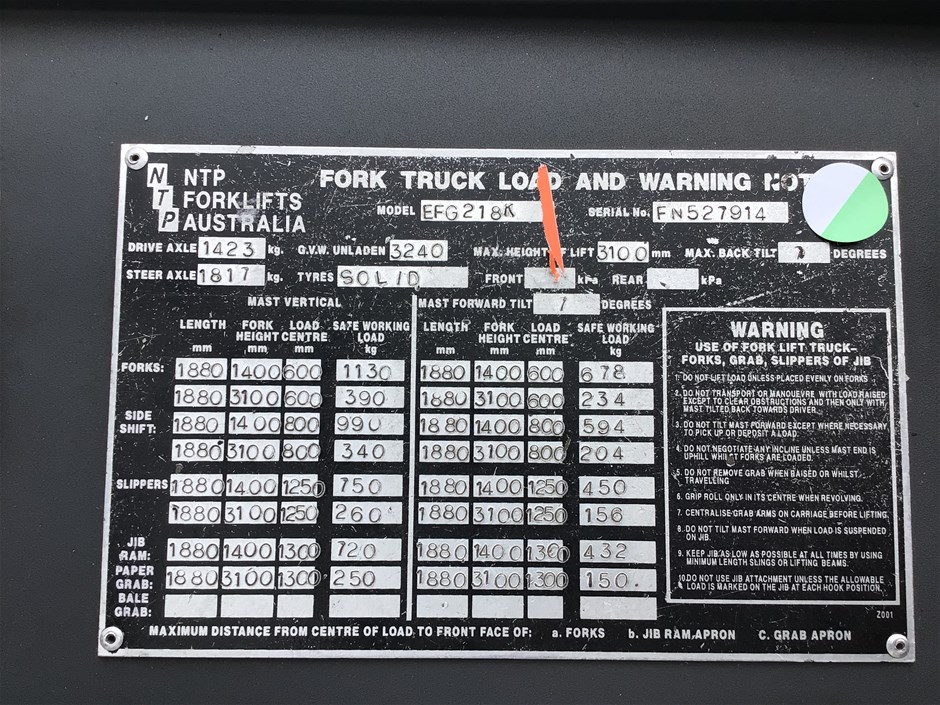 NTP
NTP
FORKLIFTS
AUSTRALIA
FORK TRUCK LOAD AND WARNING NOT
MODEL EFG218K SERIAL No. FN527914
DRIVE AXLE 1423 kg. G.V.W. UNLADEN 3240 MAX. HEIGHT LIFT 3100 mm MAX. BACK TILT 7 DEGREES
STEER AXLE 1817 kg. TYRES SOLID FRONT kPa REAR kPa
MAST VERTICAL MAST FORWARD TILT DEGREES
LENGTH mm FORK HEIGHT mm LOAD CENTRE mm SAFE WORKING LOAD kg LENGTH mm FORK HEIGHT mm LOAD CENTRE mm SAFE WORKING LOAD kg
FORKS: 1880 1400 600 1130 1880 1400 600 678
1880 3100 600 390 1880 3100 600 234
SIDE SHIFT: 1880 1400 800 990 1880 1400 800 594
1880 3100 800 340 1880 3100 800 204
SLIPPERS 1880 1400 1250 750 1880 1400 1250 450
1880 3100 1250 260 1880 3100 1250 156
JIB RAM: 1880 1400 1300 720 1880 1400 1300 432
PAPER GRAB: 1880 3100 1300 250 1880 3100 1300 150
BALE GRAB:
WARNING
USE OF FORK LIFT TRUCK-
FORKS, GRAB, SLIPPERS OF JIB
1. DO NOT LIFT LOAD UNLESS PLACED EVENLY ON FORKS
2. DO NOT TRANSPORT OR MANOUEVRE WITH LOAD RAISED
EXCEPT TO CLEAR OBSTRUCTIONS AND THEN ONLY WITH
MAST TILTED BACK TOWARDS DRIVER.
3. DO NOT TILT MAST FORWARD EXCEPT WHERE NECESSARY
TO PICK UP OR DEPOSIT A LOAD.
4. DO NOT NEGOTIATE ANY INCLINE UNLESS MAST END IS
UPHILL WHILST FORKS ARE LOADED.
5. DO NOT REMOVE GRAB WHEN RAISED OR WHILST
TRAVELLING
6. GRIP ROLL ONLY IN ITS CENTRE WHEN REVOLVING.
7. CENTRALISE GRAB ARMS ON CARRIAGE BEFORE LIFTING.
8. DO NOT TILT MAST FORWARD WHEN LOAD IS SUSPENDED
ON JIB.
9. KEEP JIB AS LOW AS POSSIBLE AT ALL TIMES BY USING
MINIMUM LENGTH SLINGS OR LIFTING BEAMS.
10. DO NOT USE JIB ATTACHMENT UNLESS THE ALLOWABLE
LOAD IS MARKED ON THE JIB AT EACH HOOK POSITION.
Z001
MAXIMUM DISTANCE FROM CENTRE OF LOAD TO FRONT FACE OF: a. FORKS b. JIB RAM,APRON C. GRAB APRON